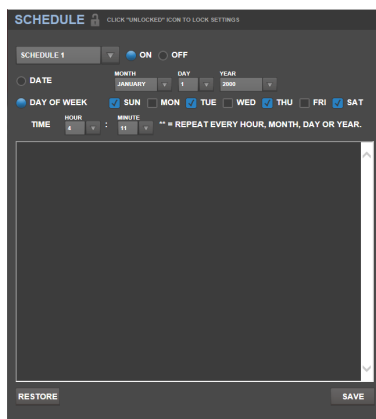 SCHEDULE CLICK "UNLOCKED" ICON TO LOCK SETTINGS
SCHEDULE 1 ON OFF
MONTH DAY YEAR
DATE JANUARY 1 2000
DAY OF WEEK SUN MON TUE WED THU FRI SAT
HOUR MINUTE
TIME 4 : 11 "* = REPEAT EVERY HOUR, MONTH, DAY OR YEAR.
RESTORE SAVE